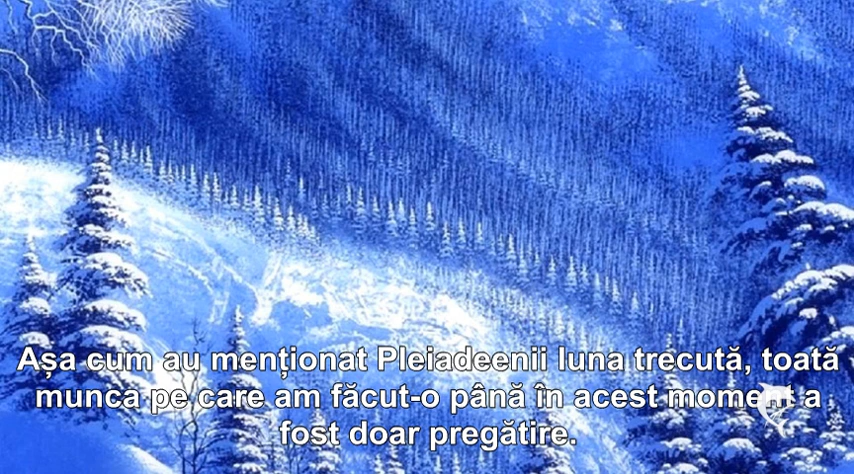 Așa cum au menționat Pleiadeenii luna trecută, toată
munca pe care am făcut-o până în acest moment a
fost doar pregătire.